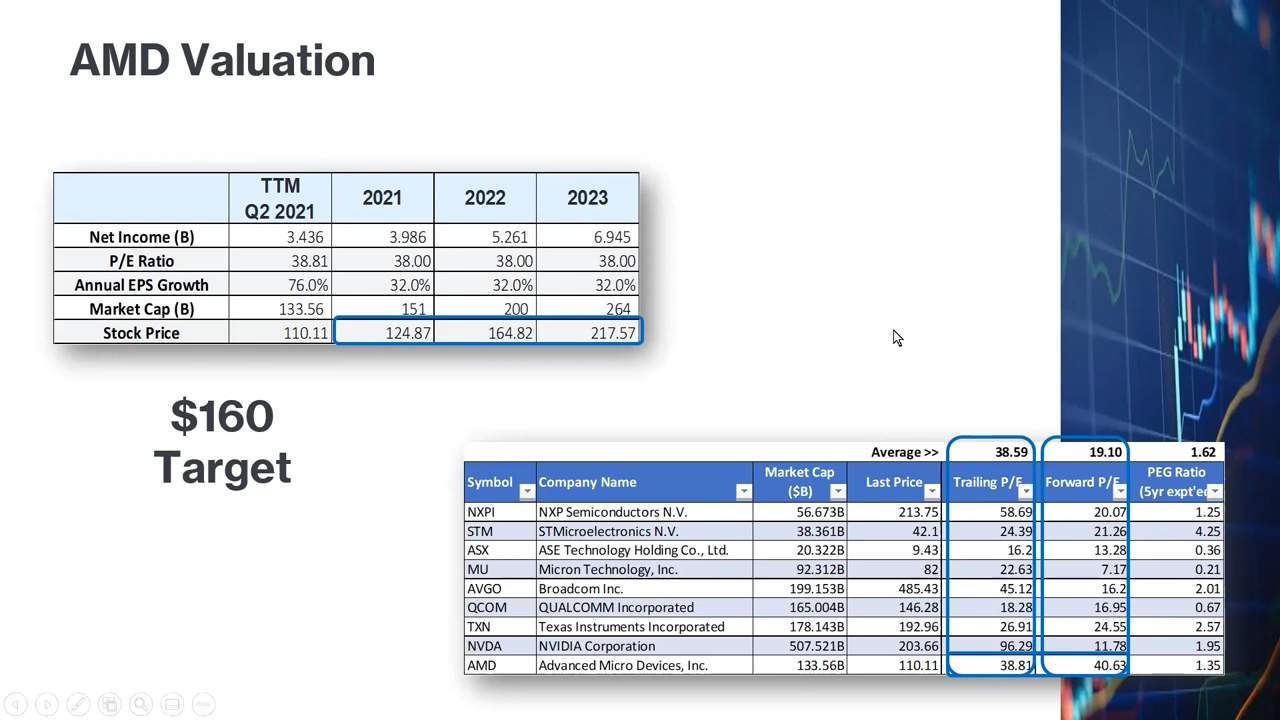 AMD Valuation
TTM Q2 2021 2021 2022 2023
Net Income (B) 3.436 3.986 5.261 6.945
P/E Ratio 38.81 38.00 38.00 38.00
Annual EPS Growth 76.0% 32.0% 32.0% 32.0%
Market Cap (B) 133.56 151 200 264
Stock Price 110.11 124.87 164.82 217.57
$160
Target
Average >> 38.59 19.10 1.62
Symbol Company Name Market Cap ($B) Last Price Trailing P/E Forward P/E PEG Ratio (5yr expt'ed
NXPI NXP Semiconductors N.V. 56.673B 213.75 58.69 20.07 1.25
STM STMicroelectronics N.V. 38.361B 42.1 24.39 21.26 4.25
ASX ASE Technology Holding Co., Ltd. 20.322B 9.43 16.2 13.28 0.36
MU Micron Technology, Inc. 92.312B 82 22.63 7.17 0.21
AVGO Broadcom Inc. 199.153B 485.43 45.12 16.2 2.01
QCOM QUALCOMM Incorporated 165.004B 146.28 18.28 16.95 0.67
TXN Texas Instruments Incorporated 178.143B 192.96 26.91 24.55 2.57
NVDA NVIDIA Corporation 507.521B 203.66 96.29 11.78 1.95
AMD Advanced Micro Devices, Inc. 133.56B 110.11 38.81 40.63 1.35